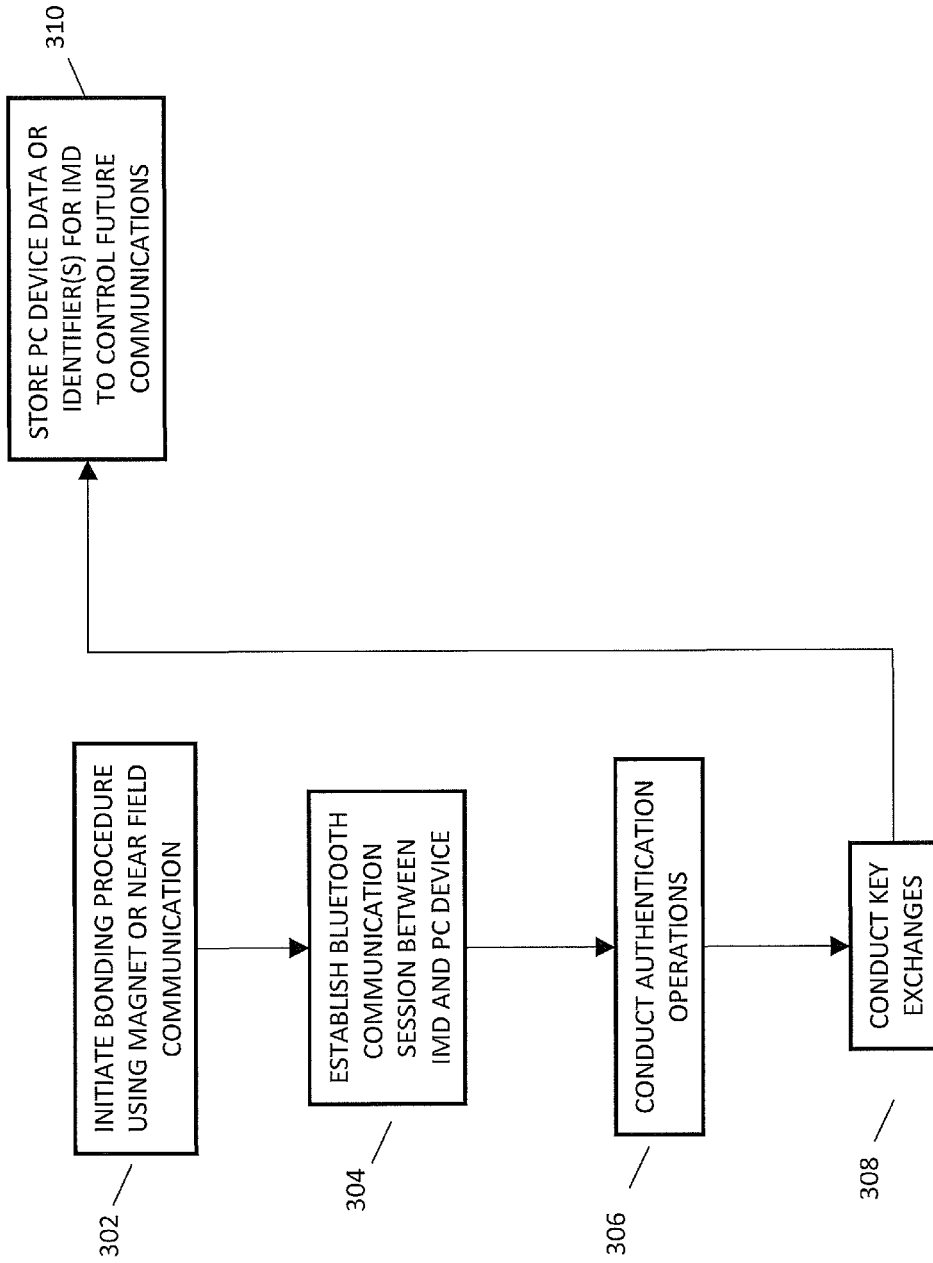 302
INITIATE BONDING PROCEDURE
USING MAGNET OR NEAR FIELD
COMMUNICATION
304
ESTABLISH BLUETOOTH
COMMUNICATION
SESSION BETWEEN
IMD AND PC DEVICE
306
CONDUCT AUTHENTICATION
OPERATIONS
308
CONDUCT KEY
EXCHANGES
310
STORE PC DEVICE DATA OR
IDENTIFIER(S) FOR IMD
TO CONTROL FUTURE
COMMUNICATIONS